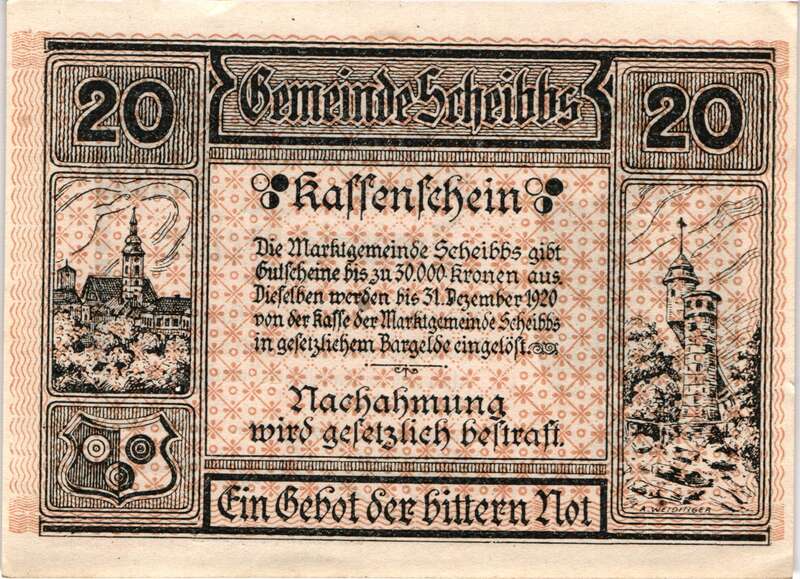 20 Gemeinde Scheibbs 20
Kassenschein
Die Marktgemeinde Scheibbs gibt
Gutscheine bis zu 30.000 Kronen aus.
Dieselben werden bis 31. Dezember 1920
von der Kasse der Marktgemeinde Scheibbs
in gesetzlichem Bargelde eingelöst.
Nachahmung
wird gesetzlich bestraft.
Ein Gebot der bittern Not
A. WEIDINGER